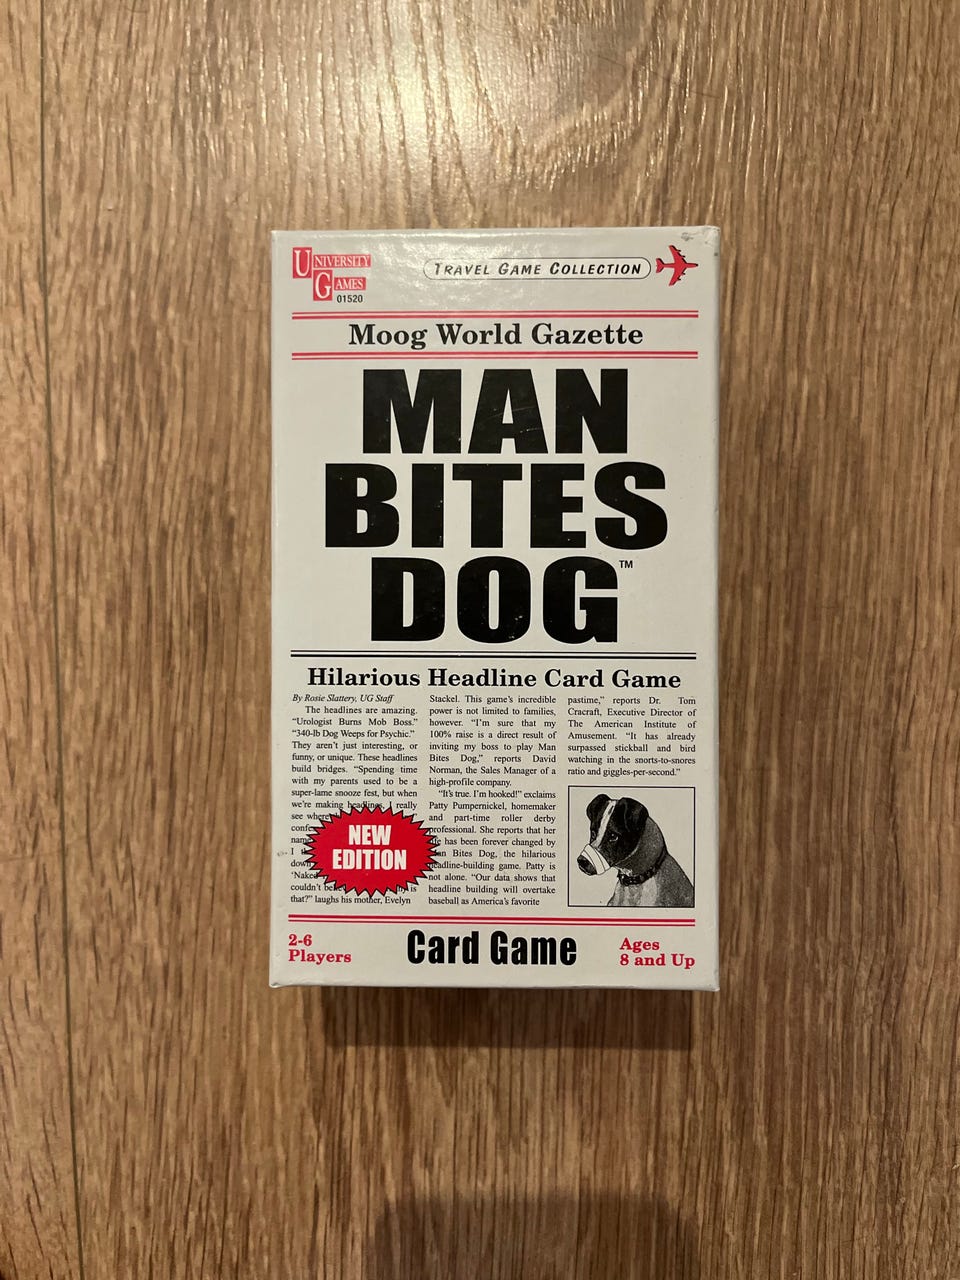 UNIVERSITY
GAMES
01520
TRAVEL GAME COLLECTION
Moog World Gazette
MAN
BITES
DOG™
Hilarious Headline Card Game
By Rosie Slattery, UG Staff
The headlines are amazing.
“Urologist Burns Mob Boss.”
“340-lb Dog Weeps for Psychic.”
They aren’t just interesting, or
funny, or unique. These headlines
build bridges. “Spending time
with my parents used to be a
super-lame snooze fest, but when
we’re making headlines, I really
see
I
down
‘Naked
couldn’t is
that?” laughs his mother, Evelyn
NEW
EDITION
Stackel. This game’s incredible
power is not limited to families,
however. “I’m sure that my
100% raise is a direct result of
inviting my boss to play Man
Bites Dog,” reports David
Norman, the Sales Manager of a
high-profile company.
“It’s true. I’m hooked!” exclaims
Patty Pumpernickel, homemaker
and part-time roller derby
professional. She reports that her
has been forever changed by
Bites Dog, the hilarious
headline-building game. Patty is
not alone. “Our data shows that
headline building will overtake
baseball as America’s favorite
pastime,” reports Dr. Tom
Cracraft, Executive Director of
The American Institute of
Amusement. “It has already
surpassed stickball and bird
watching in the snorts-to-snores
ratio and giggles-per-second.”
2-6
Players
Card Game
Ages
8 and Up